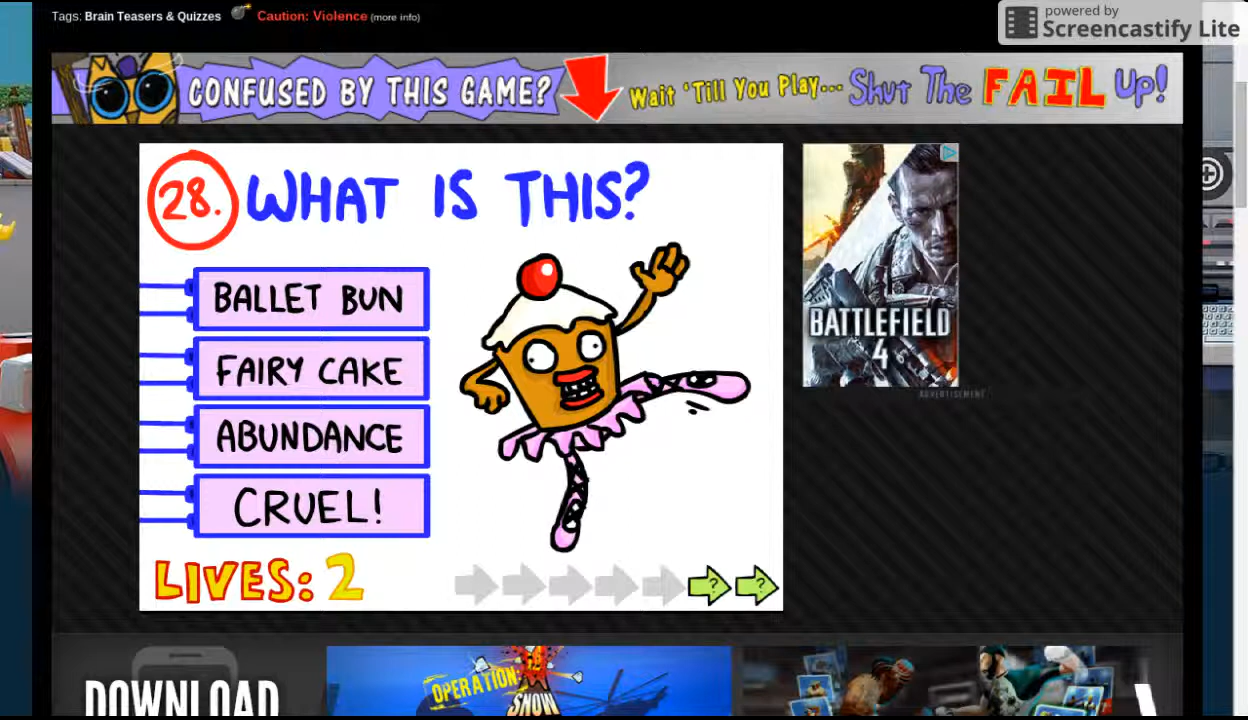 Tags: Brain Teasers & Quizzes Caution: Violence (more info)
powered by
Screencastify Lite
CONFUSED BY THIS GAME? Wait 'Till You Play... Shut The FAIL Up!
28. WHAT IS THIS?
BALLET BUN
FAIRY CAKE
ABUNDANCE
CRUEL!
LIVES: 2
? ?
BATTLEFIELD
4
ADVERTISEMENT
DOWNLOAD
OPERATION
SNOW